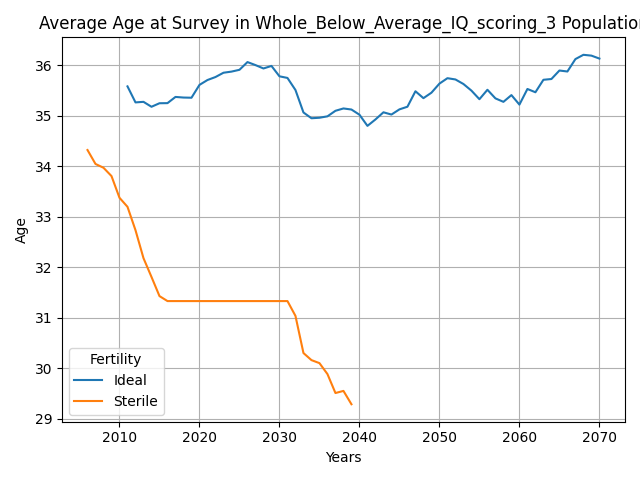 Average Age at Survey in Whole_Below_Average_IQ_scoring_3 Population
36
35
34
33
32
31
30
29
Age
Fertility
Ideal
Sterile
2010 2020 2030 2040 2050 2060 2070
Years